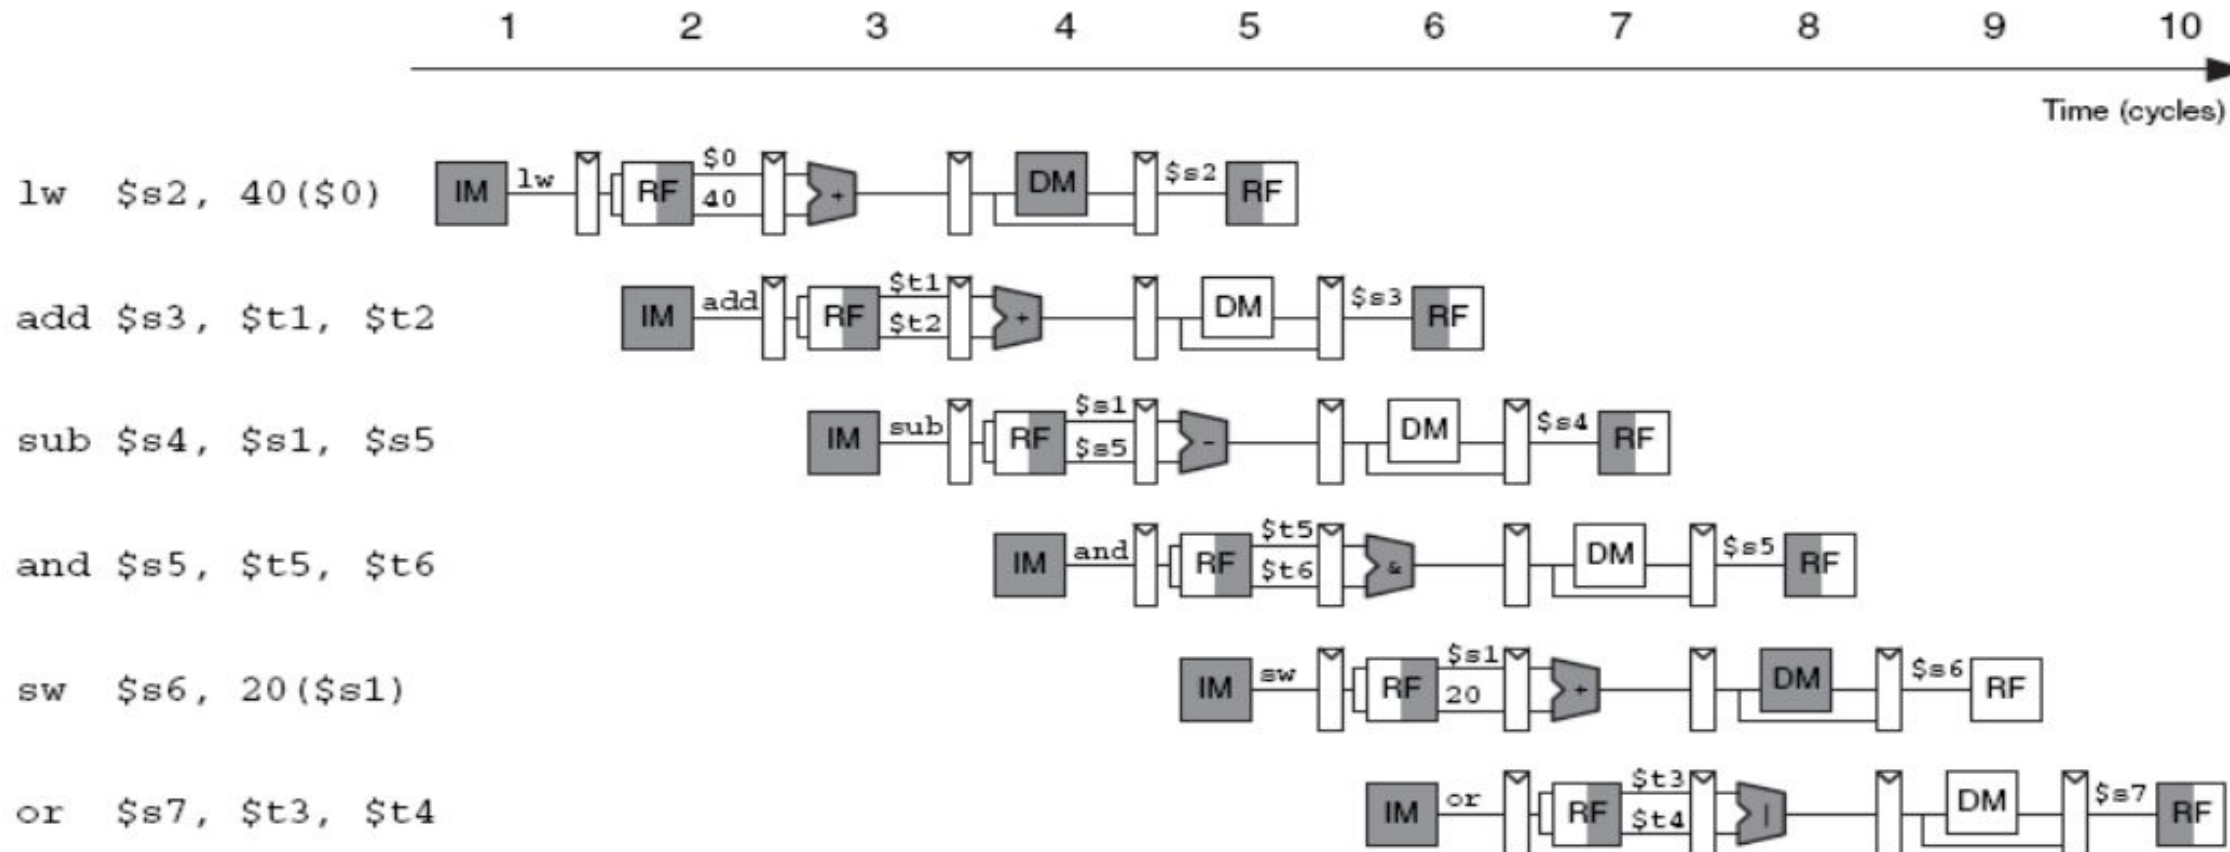 1 2 3 4 5 6 7 8 9 10
Time (cycles)
lw $s2, 40($0) IM lw RF $0 40 + DM $s2 RF
add $s3, $t1, $t2 IM add RF $t1 $t2 + DM $s3 RF
sub $s4, $s1, $s5 IM sub RF $s1 $s5 - DM $s4 RF
and $s5, $t5, $t6 IM and RF $t5 $t6 & DM $s5 RF
sw $s6, 20($s1) IM sw RF $s1 20 + DM $s6 RF
or $s7, $t3, $t4 IM or RF $t3 $t4 | DM $s7 RF